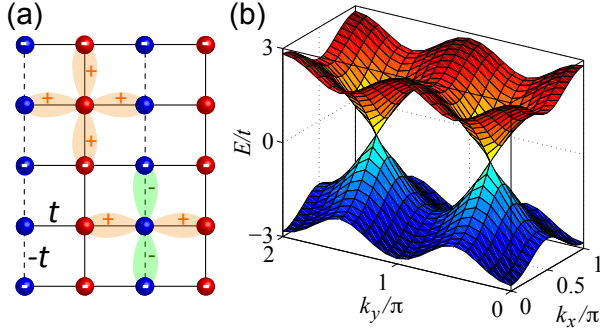 (a)
+
+ +
+
-
t + +
-t -
(b)
3
E/t
0
-3
2
1
k_y/π
0
0
0.5
1
k_x/π